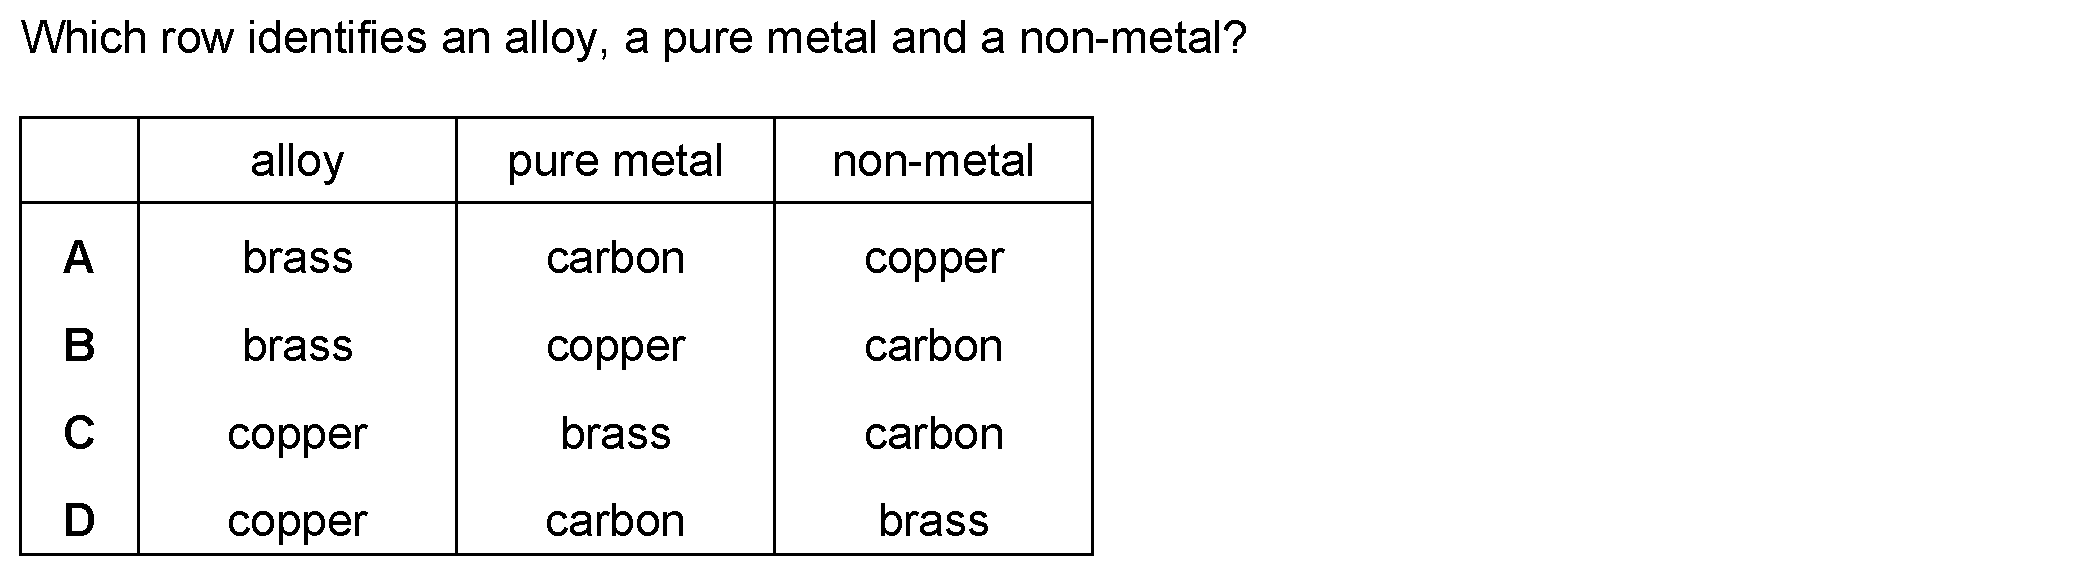 Which row identifies an alloy, a pure metal and a non-metal?
alloy pure metal non-metal
A brass carbon copper
B brass copper carbon
C copper brass carbon
D copper carbon brass